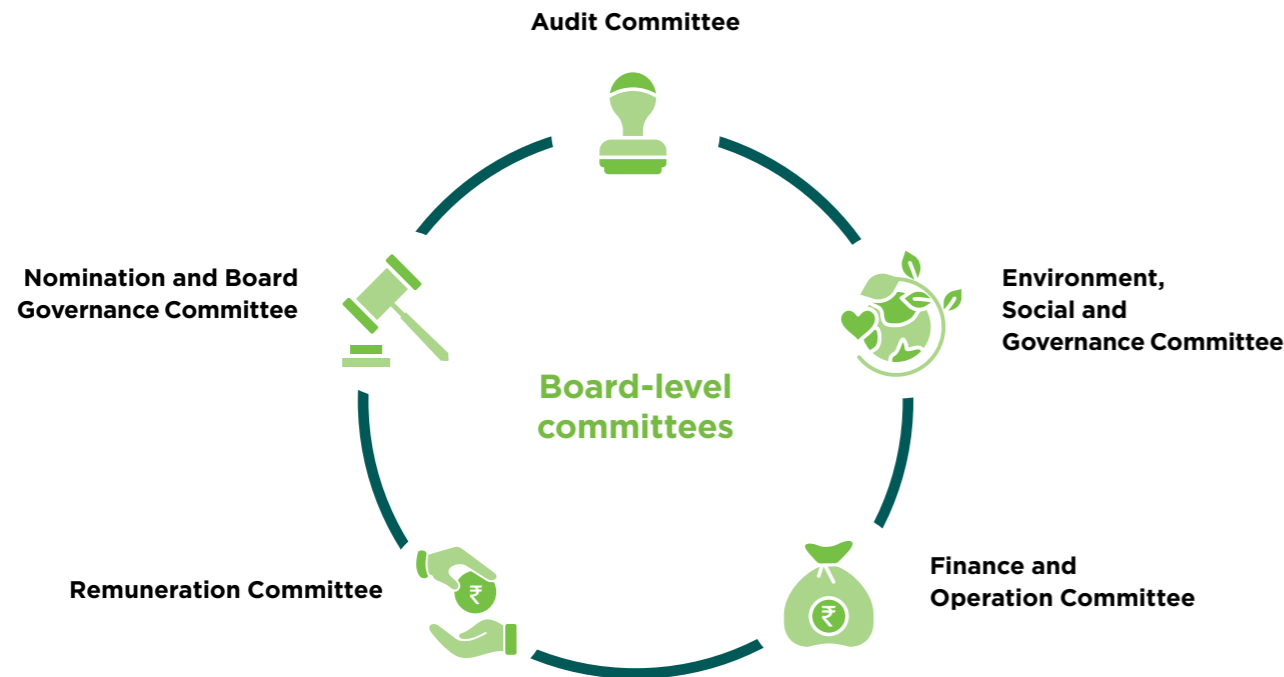 Audit Committee
Nomination and Board
Governance Committee
Environment,
Social and
Governance Committee
Board-level
committees
Remuneration Committee
₹
Finance and
Operation Committee
₹